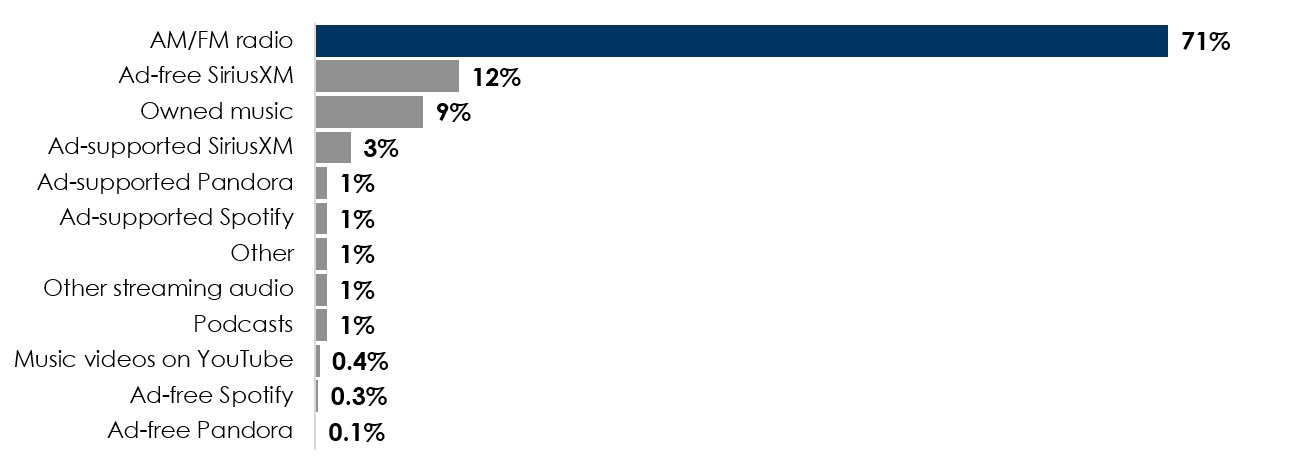 AM/FM radio 71%
Ad-free SiriusXM 12%
Owned music 9%
Ad-supported SiriusXM 3%
Ad-supported Pandora 1%
Ad-supported Spotify 1%
Other 1%
Other streaming audio 1%
Podcasts 1%
Music videos on YouTube 0.4%
Ad-free Spotify 0.3%
Ad-free Pandora 0.1%